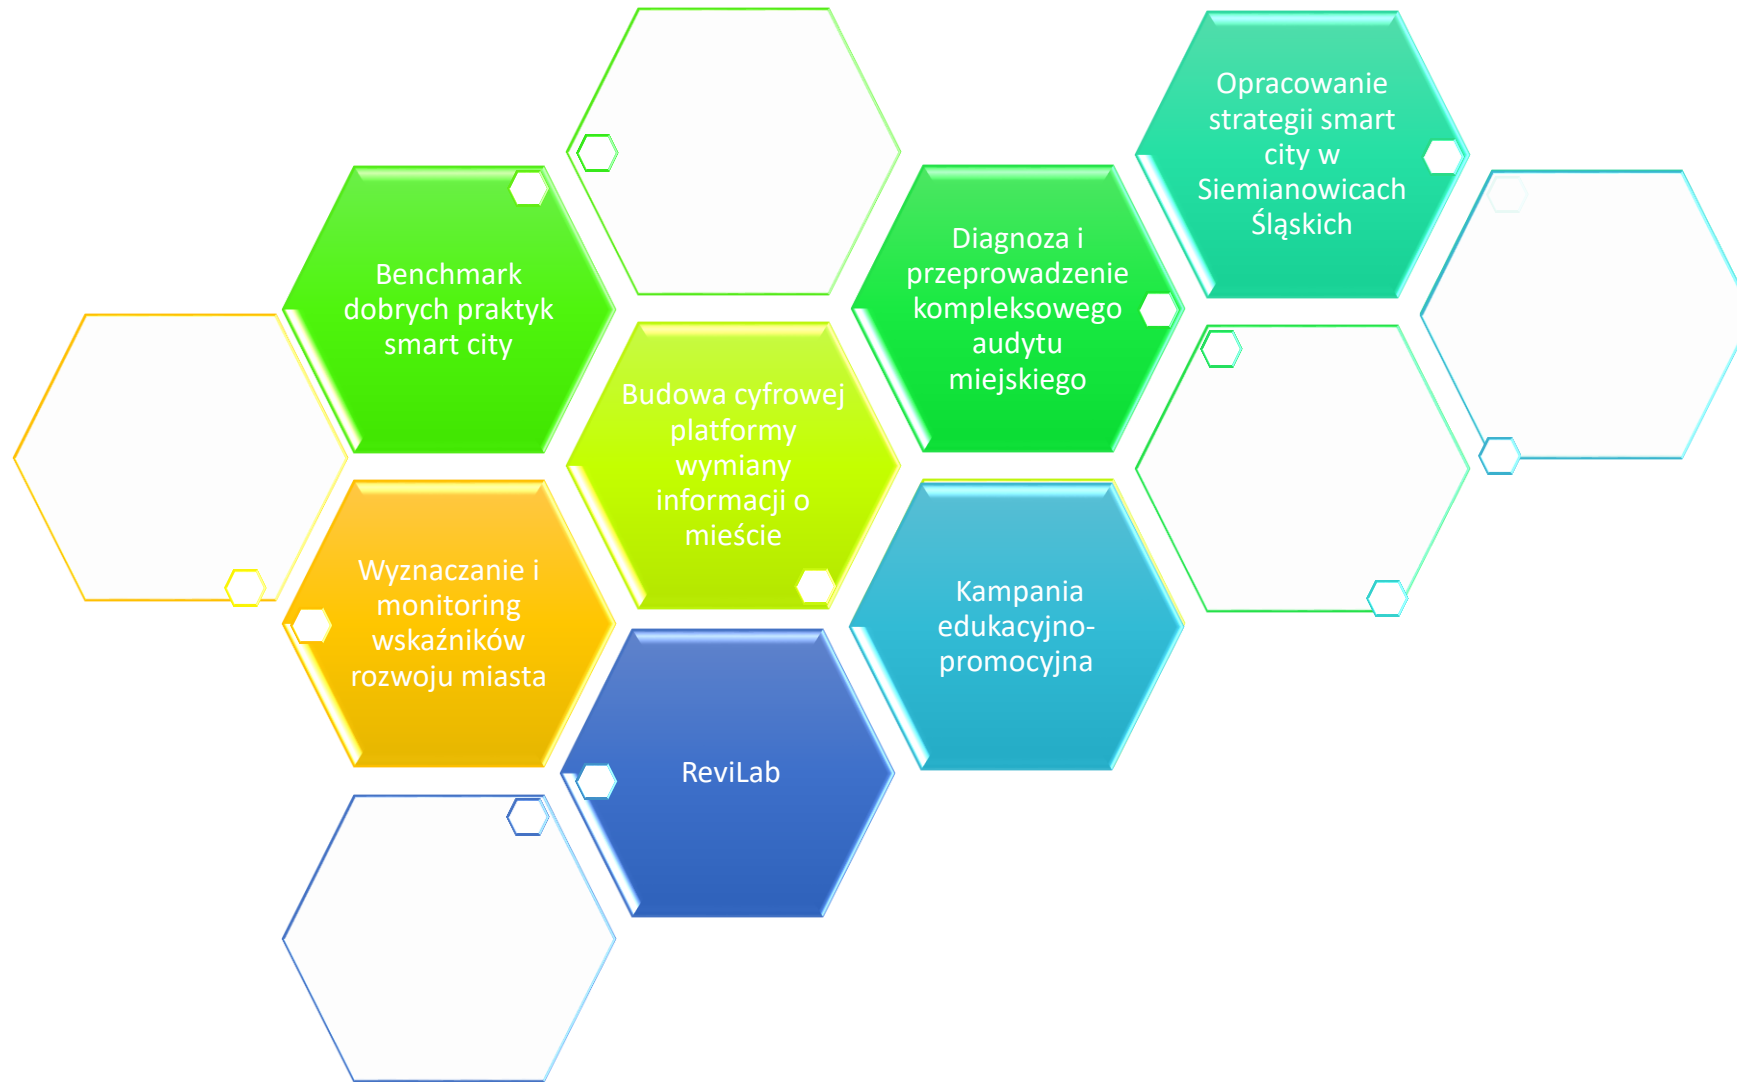 Opracowanie
strategii smart
city w
Siemianowicach
Śląskich
Benchmark
dobrych praktyk
smart city
Diagnoza i
przeprowadzenie
kompleksowego
audytu
miejskiego
Budowa cyfrowej
platformy
wymiany
informacji o
mieście
Wyznaczanie i
monitoring
wskaźników
rozwoju miasta
Kampania
edukacyjno-
promocyjna
ReviLab